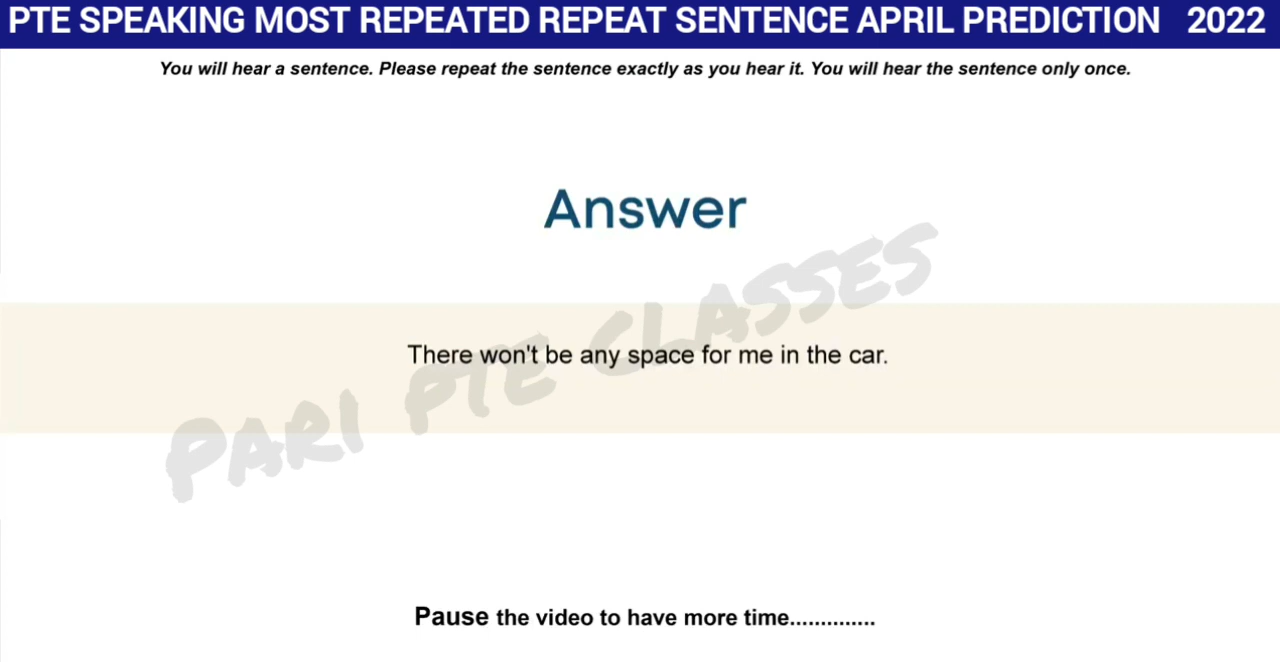 PTE SPEAKING MOST REPEATED REPEAT SENTENCE APRIL PREDICTION 2022
You will hear a sentence. Please repeat the sentence exactly as you hear it. You will hear the sentence only once.
Answer
There won't be any space for me in the car.
PARI PTE CLASSES
Pause the video to have more time..............